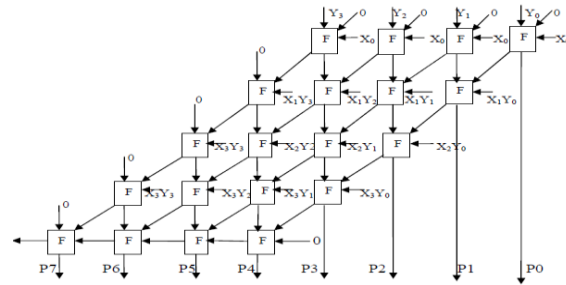 Y3 0 Y2 0 Y1 0 Y0 0
F X0 F X0 F X0 F X
0
F X1Y3 F X1Y2 F X1Y1 F X1Y0
0
F X3Y3 F X2Y2 F X2Y1 F X2Y0
0
F X3Y3 F X3Y2 F X3Y1 F X3Y0
0
F F F F 0
P7 P6 P5 P4 P3 P2 P1 P0